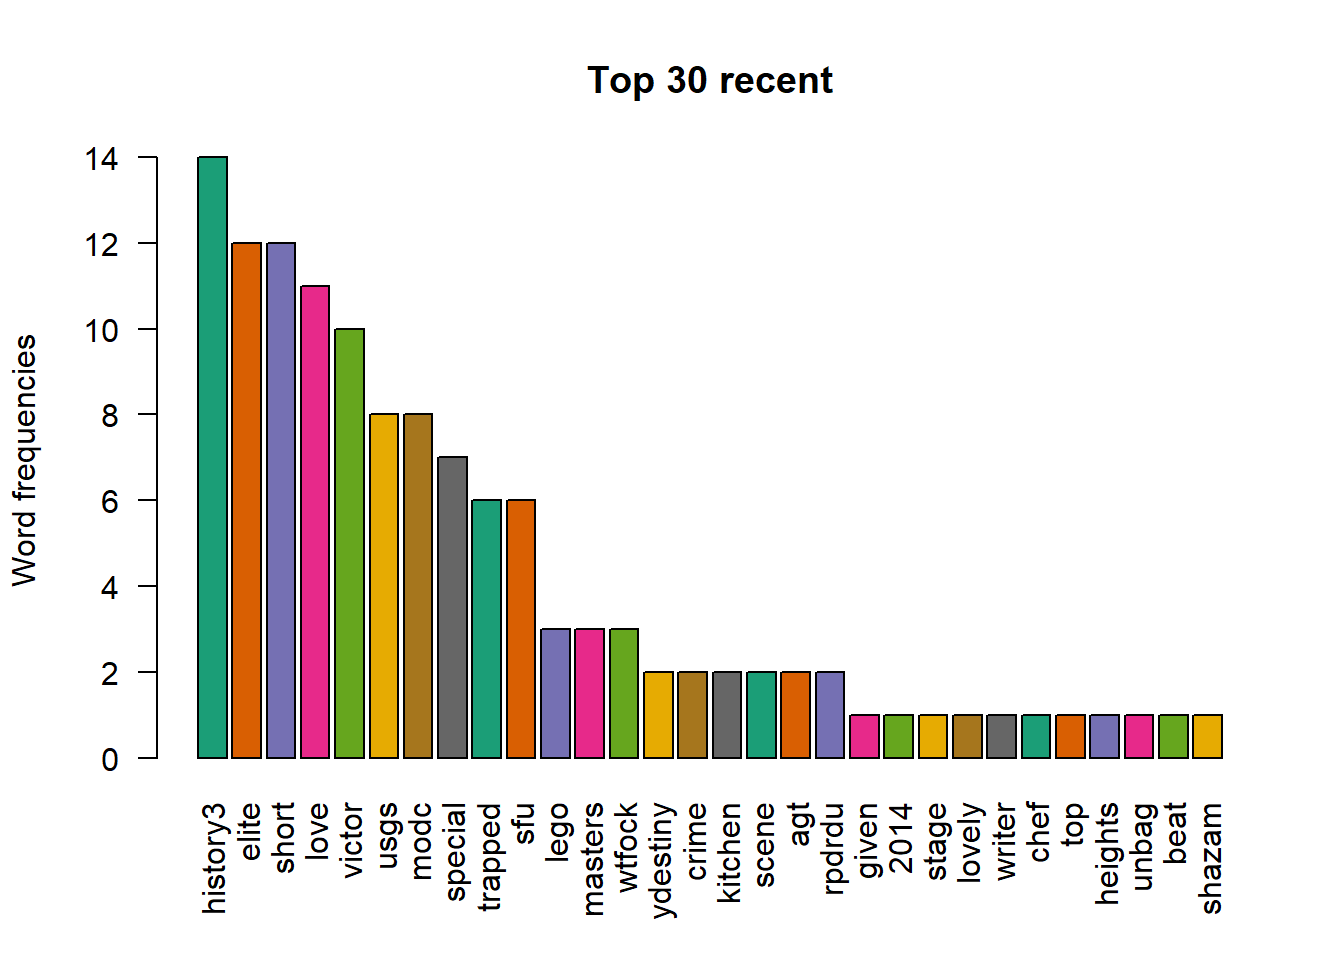 Top 30 recent
Word frequencies
14
12
10
8
6
4
2
0
history3
elite
short
love
victor
usgs
modc
special
trapped
sfu
lego
masters
wtfock
ydestiny
crime
kitchen
scene
agt
rpdrdu
given
2014
stage
lovely
writer
chef
top
heights
unbag
beat
shazam